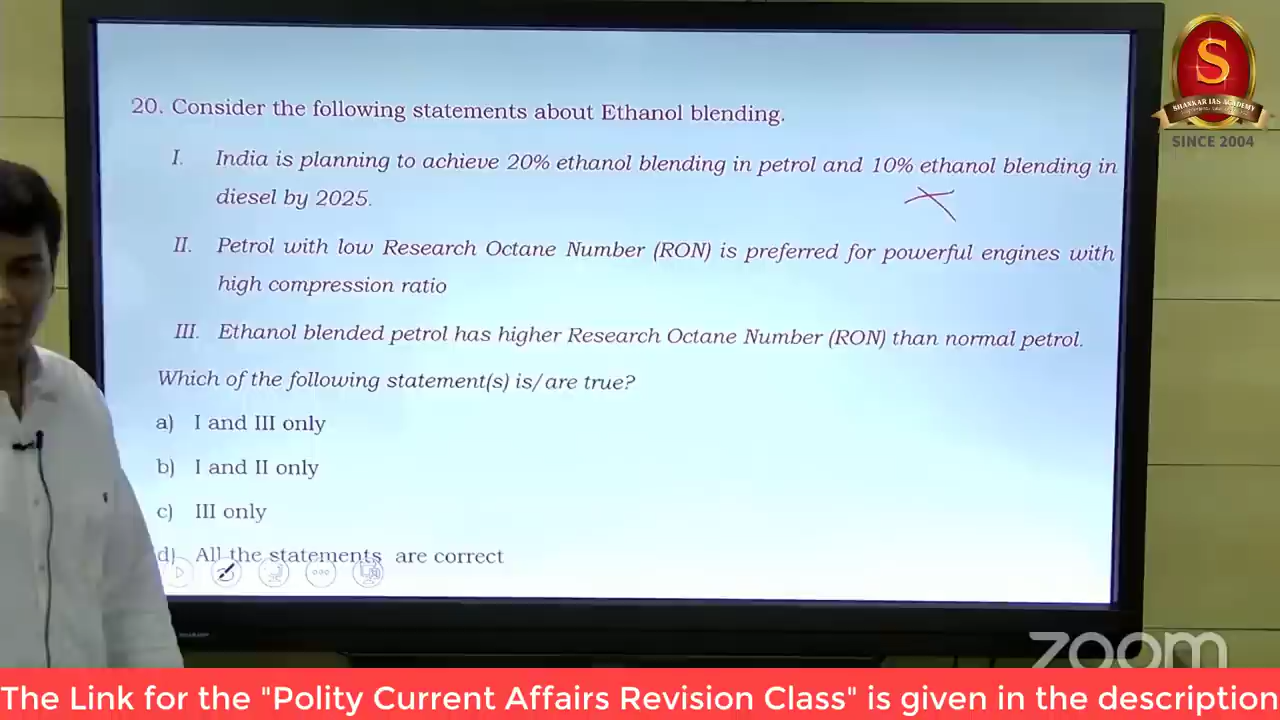 S
SHANKAR IAS ACADEMY
SINCE 2004
20. Consider the following statements about Ethanol blending.
I. India is planning to achieve 20% ethanol blending in petrol and 10% ethanol blending in
diesel by 2025.
II. Petrol with low Research Octane Number (RON) is preferred for powerful engines with
high compression ratio
III. Ethanol blended petrol has higher Research Octane Number (RON) than normal petrol.
Which of the following statement(s) is/are true?
a) I and III only
b) I and II only
c) III only
d) All the statements are correct
zoom
The Link for the "Polity Current Affairs Revision Class" is given in the description